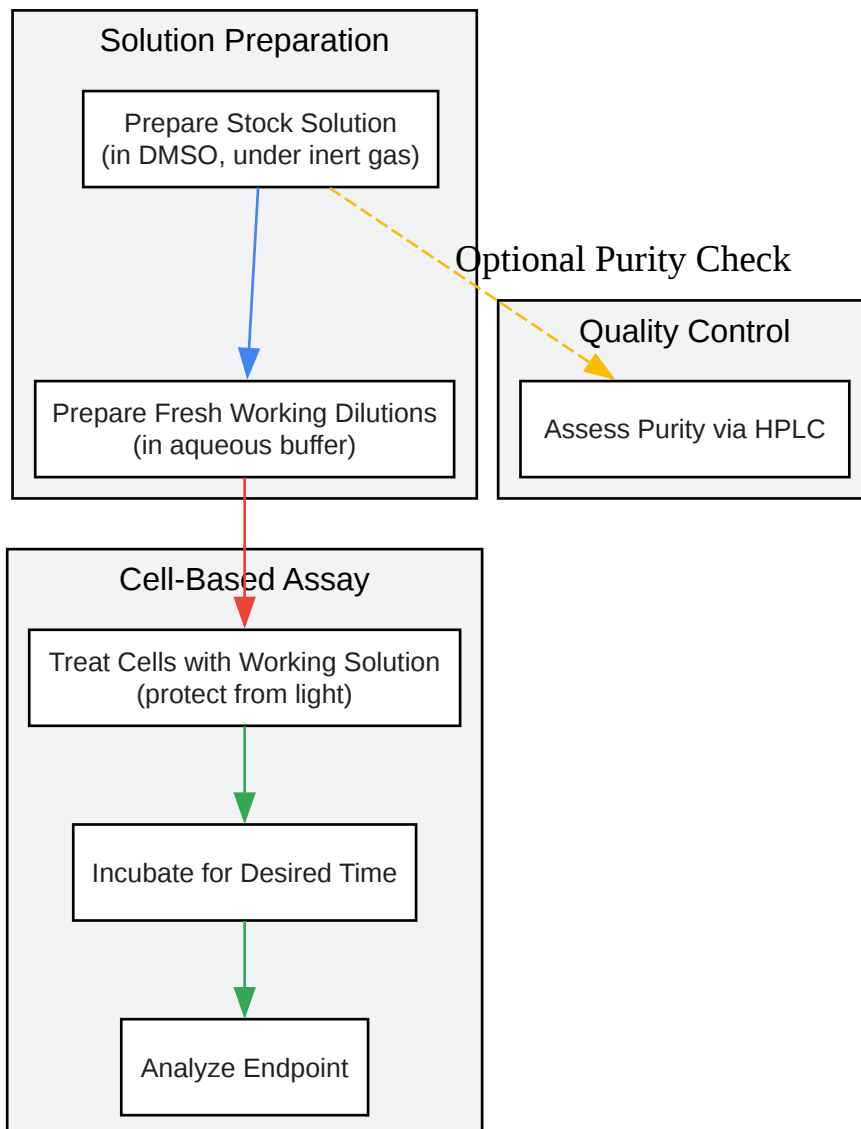 Solution Preparation
Prepare Stock Solution
(in DMSO, under inert gas)
Optional Purity Check
Quality Control
Prepare Fresh Working Dilutions
(in aqueous buffer)
Assess Purity via HPLC
Cell-Based Assay
Treat Cells with Working Solution
(protect from light)
Incubate for Desired Time
Analyze Endpoint